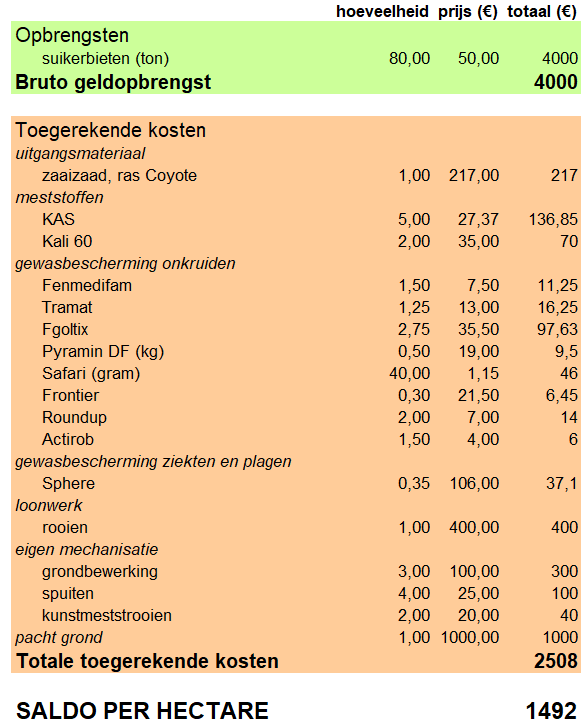 hoeveelheid prijs (€) totaal (€)
Opbrengsten
suikerbieten (ton) 80,00 50,00 4000
Bruto geldopbrengst 4000
Toegerekende kosten
uitgangsmateriaal
zaaizaad, ras Coyote 1,00 217,00 217
meststoffen
KAS 5,00 27,37 136,85
Kali 60 2,00 35,00 70
gewasbescherming onkruiden
Fenmedifam 1,50 7,50 11,25
Tramat 1,25 13,00 16,25
Fgoltix 2,75 35,50 97,63
Pyramin DF (kg) 0,50 19,00 9,5
Safari (gram) 40,00 1,15 46
Frontier 0,30 21,50 6,45
Roundup 2,00 7,00 14
Actirob 1,50 4,00 6
gewasbescherming ziekten en plagen
Sphere 0,35 106,00 37,1
loonwerk
rooien 1,00 400,00 400
eigen mechanisatie
grondbewerking 3,00 100,00 300
spuiten 4,00 25,00 100
kunstmeststrooien 2,00 20,00 40
pacht grond 1,00 1000,00 1000
Totale toegerekende kosten 2508
SALDO PER HECTARE 1492